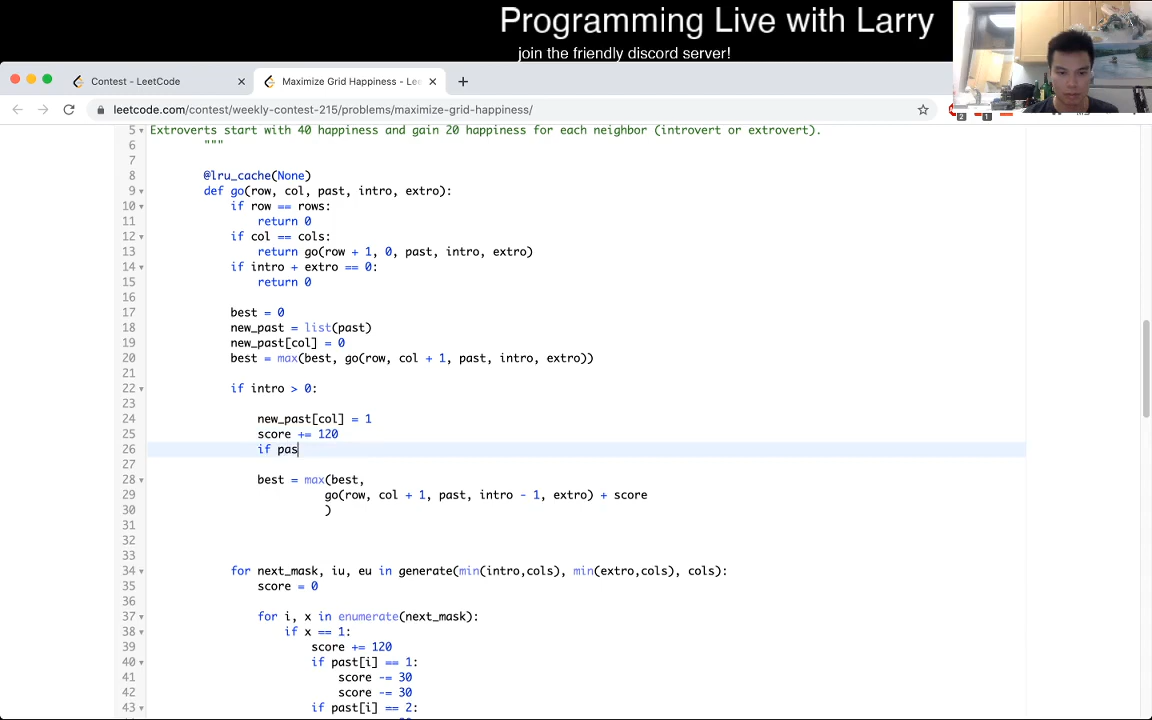 Programming Live with Larry
join the friendly discord server!
Contest - LeetCode
Maximize Grid Happiness - Lee
leetcode.com/contest/weekly-contest-215/problems/maximize-grid-happiness/
2
1
5 Extroverts start with 40 happiness and gain 20 happiness for each neighbor (introvert or extrovert).
6 """
7
8 @lru_cache(None)
9 def go(row, col, past, intro, extro):
10 if row == rows:
11 return 0
12 if col == cols:
13 return go(row + 1, 0, past, intro, extro)
14 if intro + extro == 0:
15 return 0
16
17 best = 0
18 new_past = list(past)
19 new_past[col] = 0
20 best = max(best, go(row, col + 1, past, intro, extro))
21
22 if intro > 0:
23
24 new_past[col] = 1
25 score += 120
26 if pas
27
28 best = max(best,
29 go(row, col + 1, past, intro - 1, extro) + score
30 )
31
32
33
34 for next_mask, iu, eu in generate(min(intro,cols), min(extro,cols), cols):
35 score = 0
36
37 for i, x in enumerate(next_mask):
38 if x == 1:
39 score += 120
40 if past[i] == 1:
41 score -= 30
42 score -= 30
43 if past[i] == 2: